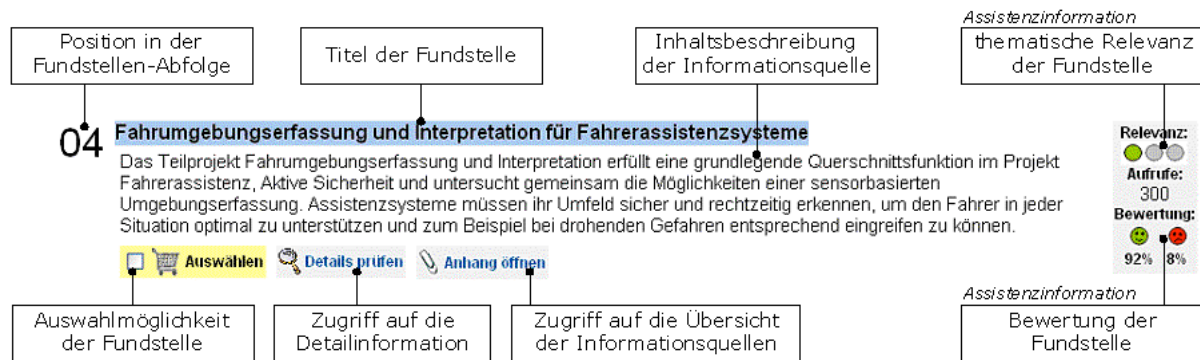 Assistenzinformation
Position in der
Fundstellen-Abfolge
Titel der Fundstelle
Inhaltsbeschreibung
der Informationsquelle
thematische Relevanz
der Fundstelle
04
Fahrumgebungserfassung und Interpretation für Fahrerassistenzsysteme
Das Teilprojekt Fahrumgebungserfassung und Interpretation erfüllt eine grundlegende Querschnittsfunktion im Projekt
Fahrerassistenz, Aktive Sicherheit und untersucht gemeinsam die Möglichkeiten einer sensorbasierten
Umgebungserfassung. Assistenzsysteme müssen ihr Umfeld sicher und rechtzeitig erkennen, um den Fahrer in jeder
Situation optimal zu unterstützen und zum Beispiel bei drohenden Gefahren entsprechend eingreifen zu können.
Relevanz:
Aufrufe:
300
Bewertung:
92% 8%
Auswählen
Details prüfen
Anhang öffnen
Assistenzinformation
Auswahlmöglichkeit
der Fundstelle
Zugriff auf die
Detailinformation
Zugriff auf die Übersicht
der Informationsquellen
Bewertung der
Fundstelle